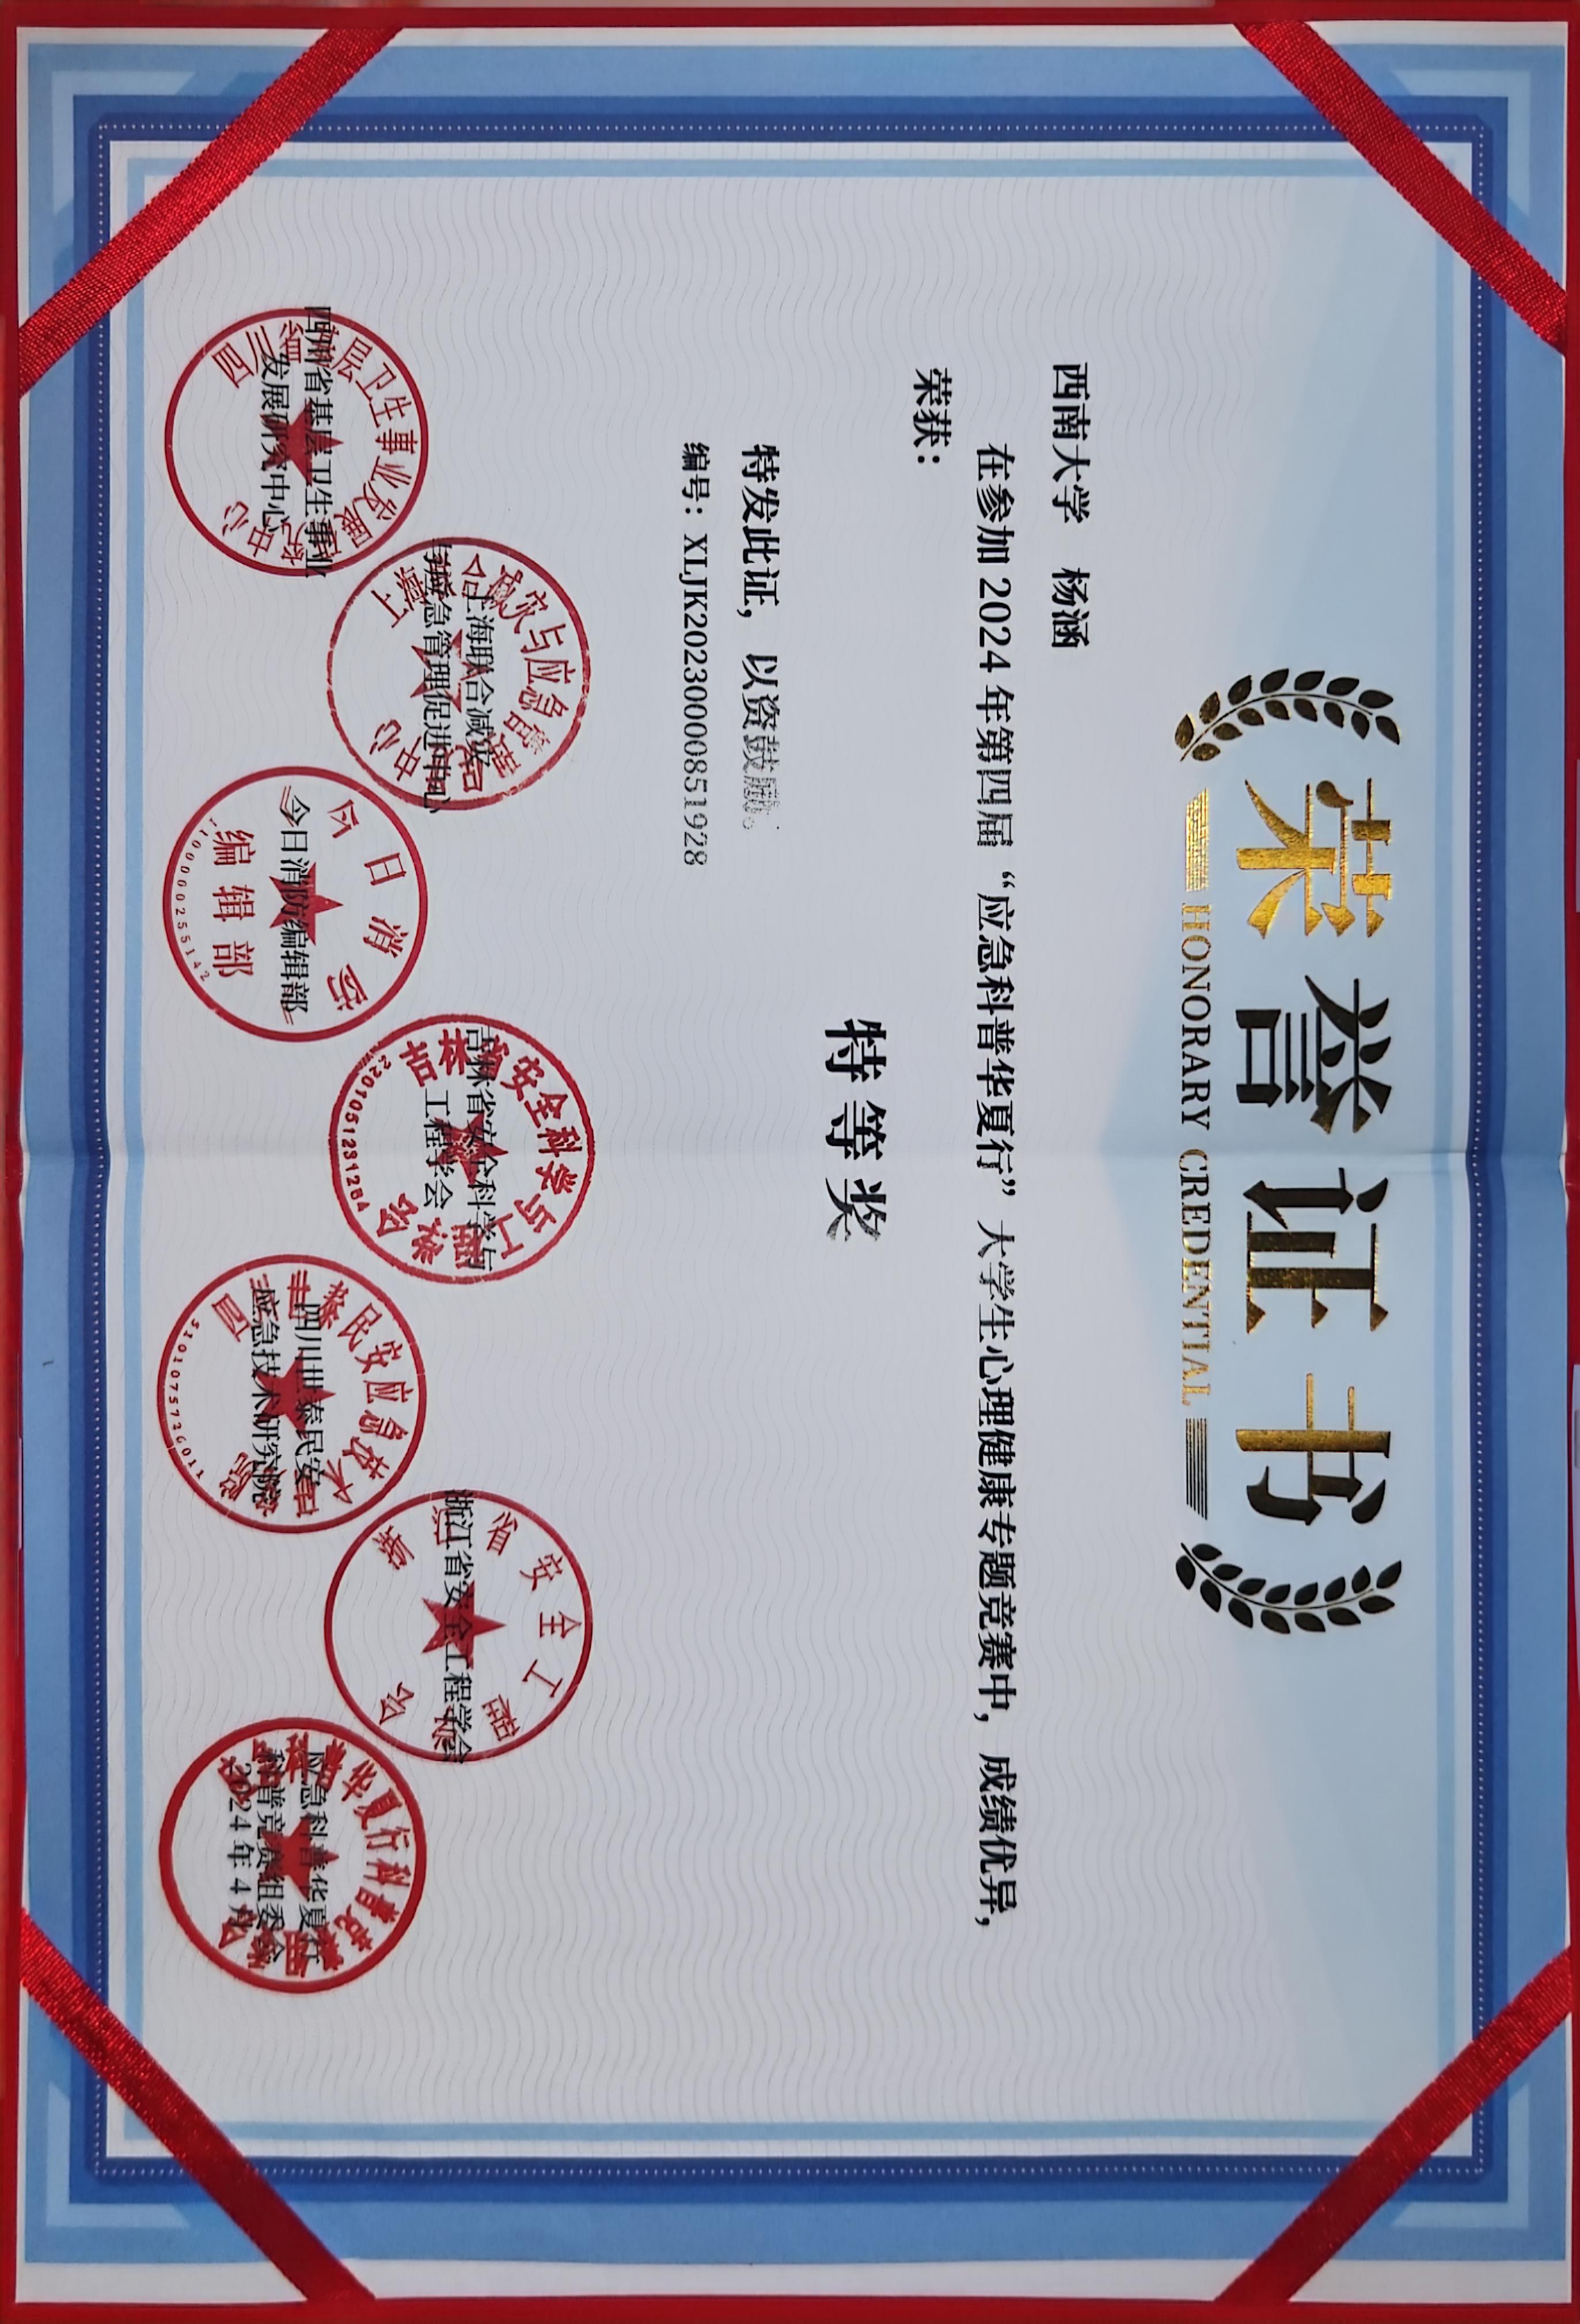 荣誉证书
HONORARY CREDENTIAL
西南大学 杨涵
在参加 2024 年第四届“应急科普华夏行”大学生心理健康专题竞赛中，成绩优异，
荣获：
特等奖
特发此证，以资鼓励。
编号：XLJK20230000851928
上海联合减灾
与应急管理促进中心
上海联合减灾与应急管理促进中心
吉林省安全科学与
工程学会
吉林省安全科学与工程学会
2201051231284
浙江省安全工程学会
浙江省安全工程学会
四川省基层卫生事业
发展研究中心
四川省基层卫生事业发展研究中心
今日消防编辑部
《今日消防》
编辑部
1100000255142
四川世泰民安
应急技术研究院
四川世泰民安应急技术研究院
应急科普华夏行
科普竞赛组委会
2024 年 4 月
应急科普华夏行科普竞赛组委会